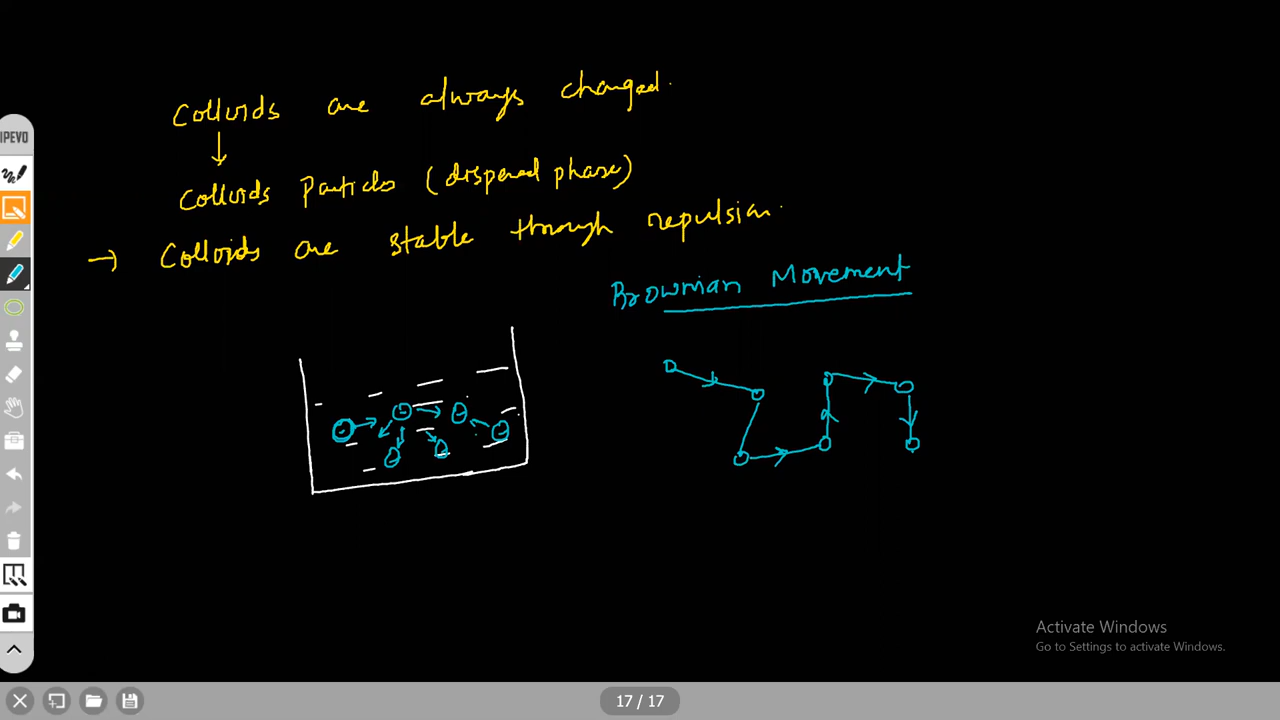 IPEVO
Colloids are always charged.
Colloids Particles (dispersed phase)
→ Colloids are stable through repulsion.
Brownian Movement
Activate Windows
Go to Settings to activate Windows.
17 / 17